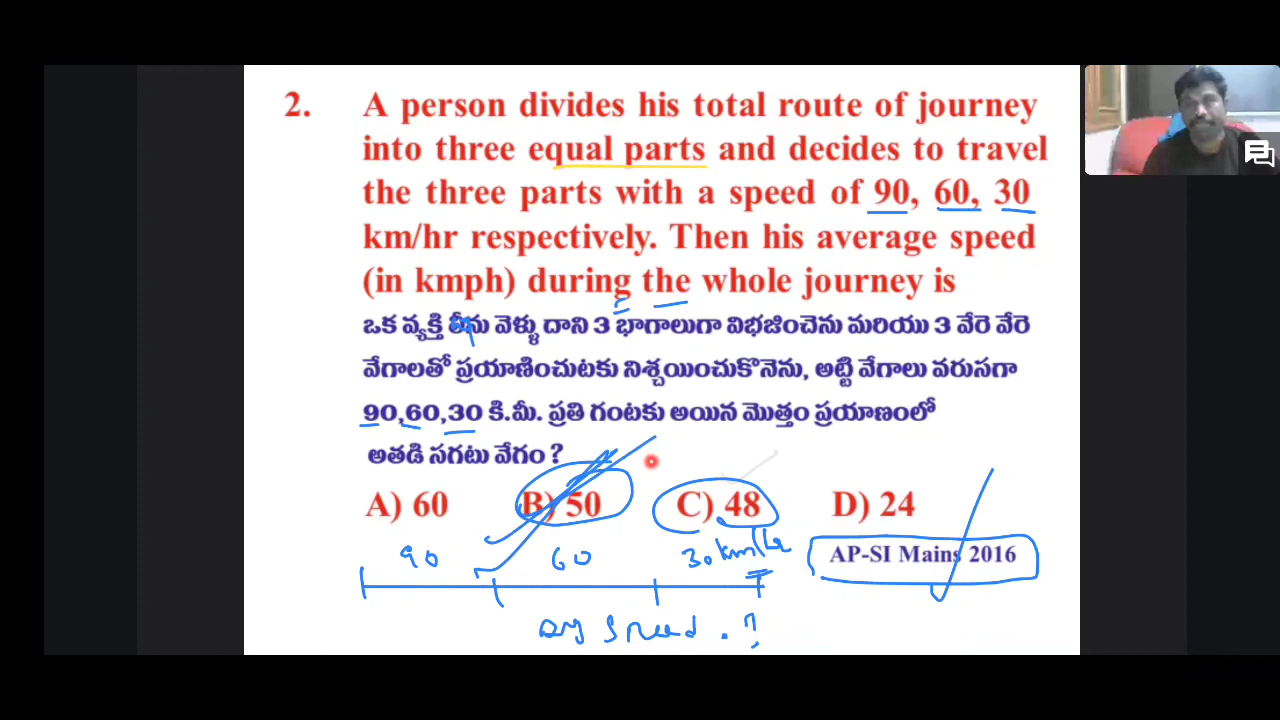 2. A person divides his total route of journey
into three equal parts and decides to travel
the three parts with a speed of 90, 60, 30
km/hr respectively. Then his average speed
(in kmph) during the whole journey is
ఒక వ్యక్తి తను వెళ్ళు దాని 3 భాగాలుగా విభజించెను మరియు 3 వేరె వేరె
వేగాలతో ప్రయాణించుటకు నిశ్చయించుకొనెను, అట్టి వేగాలు వరుసగా
90,60,30 కి.మీ. ప్రతి గంటకు అయిన మొత్తం ప్రయాణంలో
అతడి సగటు వేగం ?
A) 60 B) 50 C) 48 D) 24
AP-SI Mains 2016
90 60 30 km/hr
Avg speed . ?